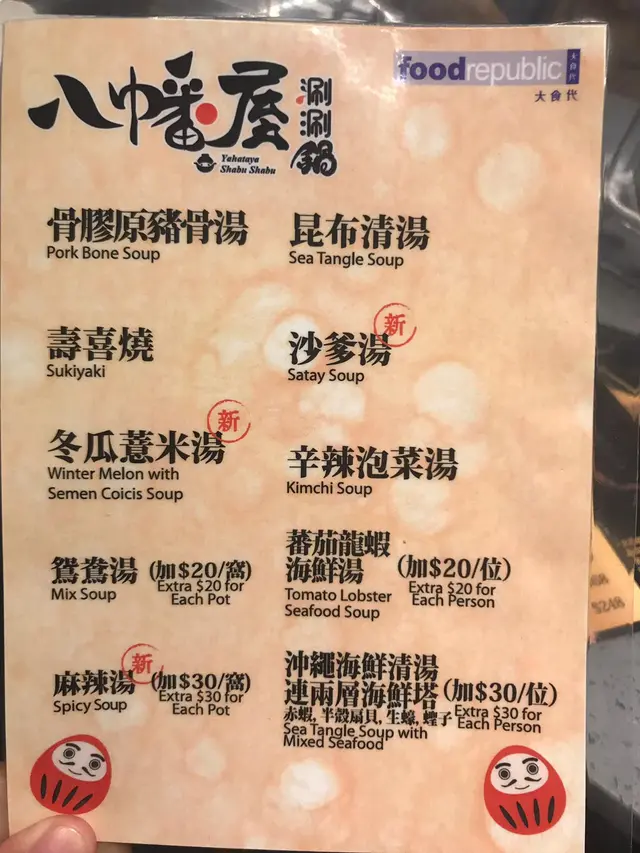 八幡屋
涮涮鍋
Yahataya
Shabu Shabu
foodrepublic
大食代
大食代
骨膠原豬骨湯
Pork Bone Soup
昆布清湯
Sea Tangle Soup
壽喜燒
Sukiyaki
沙爹湯
新
Satay Soup
冬瓜薏米湯
新
Winter Melon with
Semen Coicis Soup
辛辣泡菜湯
Kimchi Soup
鴛鴦湯
Mix Soup
(加$20/窩)
Extra $20 for
Each Pot
蕃茄龍蝦
海鮮湯
Tomato Lobster
Seafood Soup
(加$20/位)
Extra $20 for
Each Person
麻辣湯
新
Spicy Soup
(加$30/窩)
Extra $30 for
Each Pot
沖繩海鮮清湯
連兩層海鮮塔
赤蝦, 半殼扇貝, 生蠔, 蟶子
Sea Tangle Soup with
Mixed Seafood
(加$30/位)
Extra $30 for
Each Person